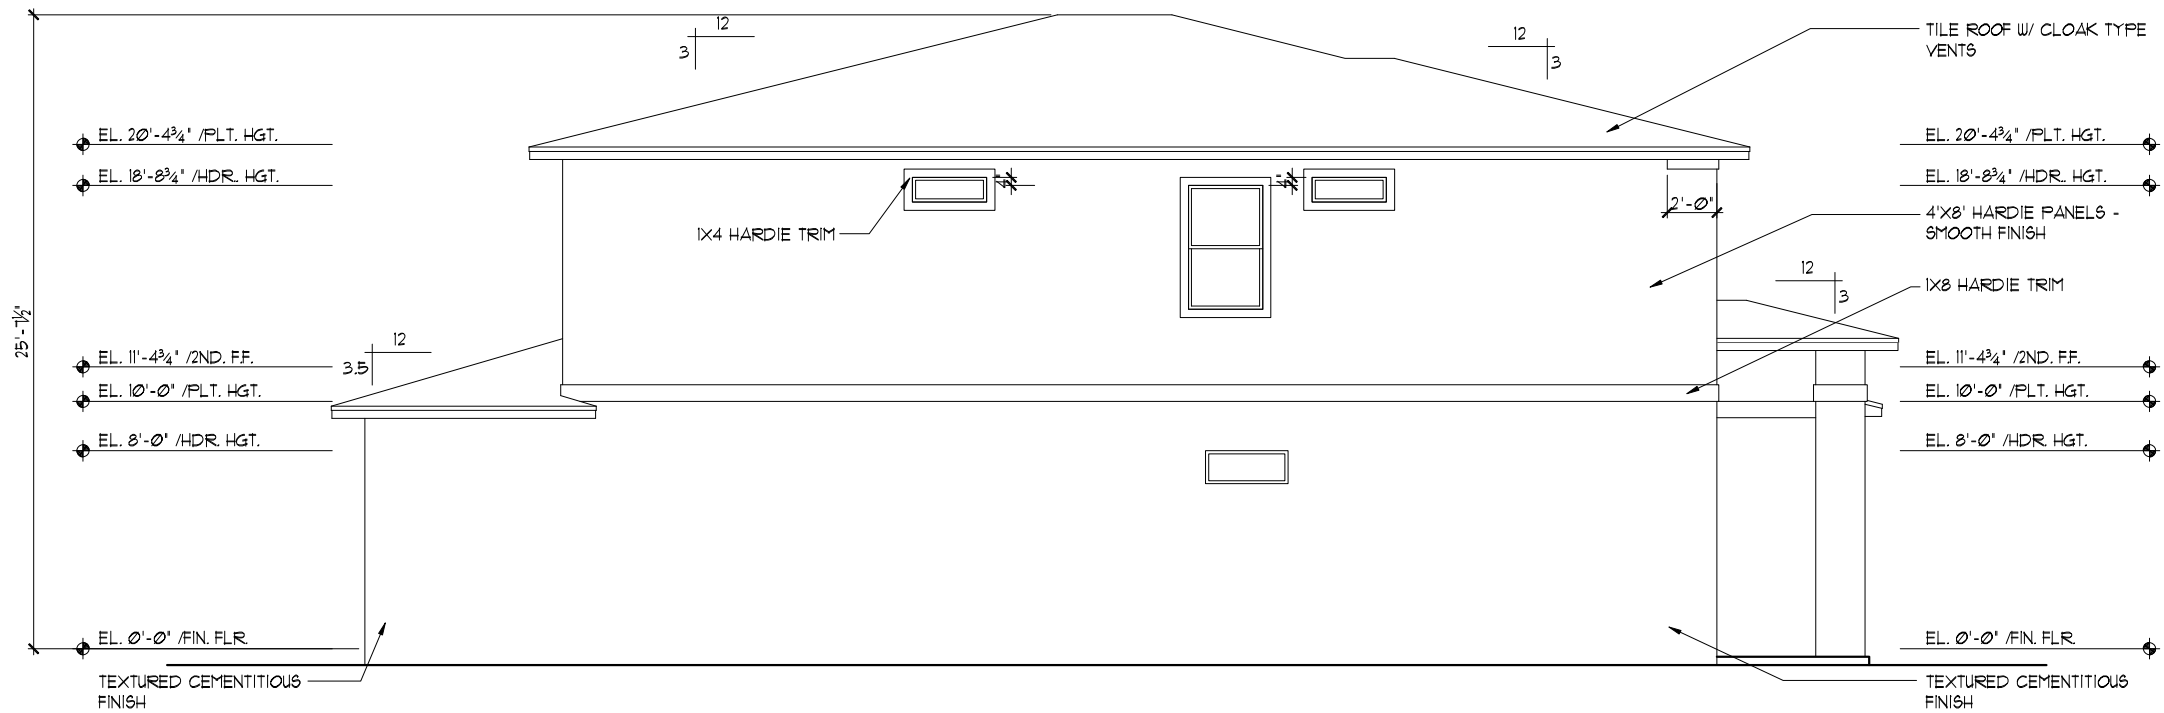 12
3
12
3
TILE ROOF W/ CLOAK TYPE
VENTS
EL. 20'-4¾" /PLT. HGT.
EL. 20'-4¾" /PLT. HGT.
EL. 18'-8¾" /HDR.. HGT.
4"
4"
EL. 18'-8¾" /HDR.. HGT.
2'-0"
1X4 HARDIE TRIM
4'X8' HARDIE PANELS -
SMOOTH FINISH
12
3
1X8 HARDIE TRIM
25'-7½"
12
3.5
EL. 11'-4¾" /2ND. F.F.
EL. 11'-4¾" /2ND. F.F.
EL. 10'-0" /PLT. HGT.
EL. 10'-0" /PLT. HGT.
EL. 8'-0" /HDR. HGT.
EL. 8'-0" /HDR. HGT.
EL. 0'-0" /FIN. FLR.
EL. 0'-0" /FIN. FLR.
TEXTURED CEMENTITIOUS
FINISH
TEXTURED CEMENTITIOUS
FINISH